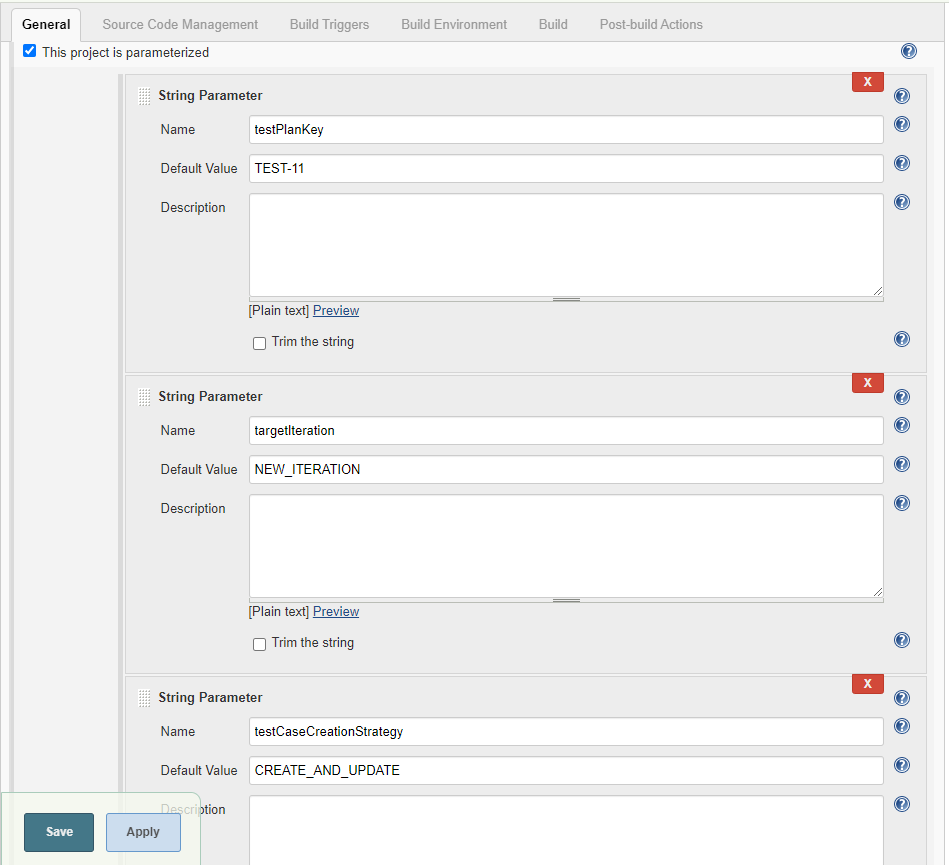 General Source Code Management Build Triggers Build Environment Build Post-build Actions
This project is parameterized
X
String Parameter
Name testPlanKey
Default Value TEST-11
Description
[Plain text] Preview
Trim the string
X
String Parameter
Name targetIteration
Default Value NEW_ITERATION
Description
[Plain text] Preview
Trim the string
X
String Parameter
Name testCaseCreationStrategy
Default Value CREATE_AND_UPDATE
Description
Save Apply